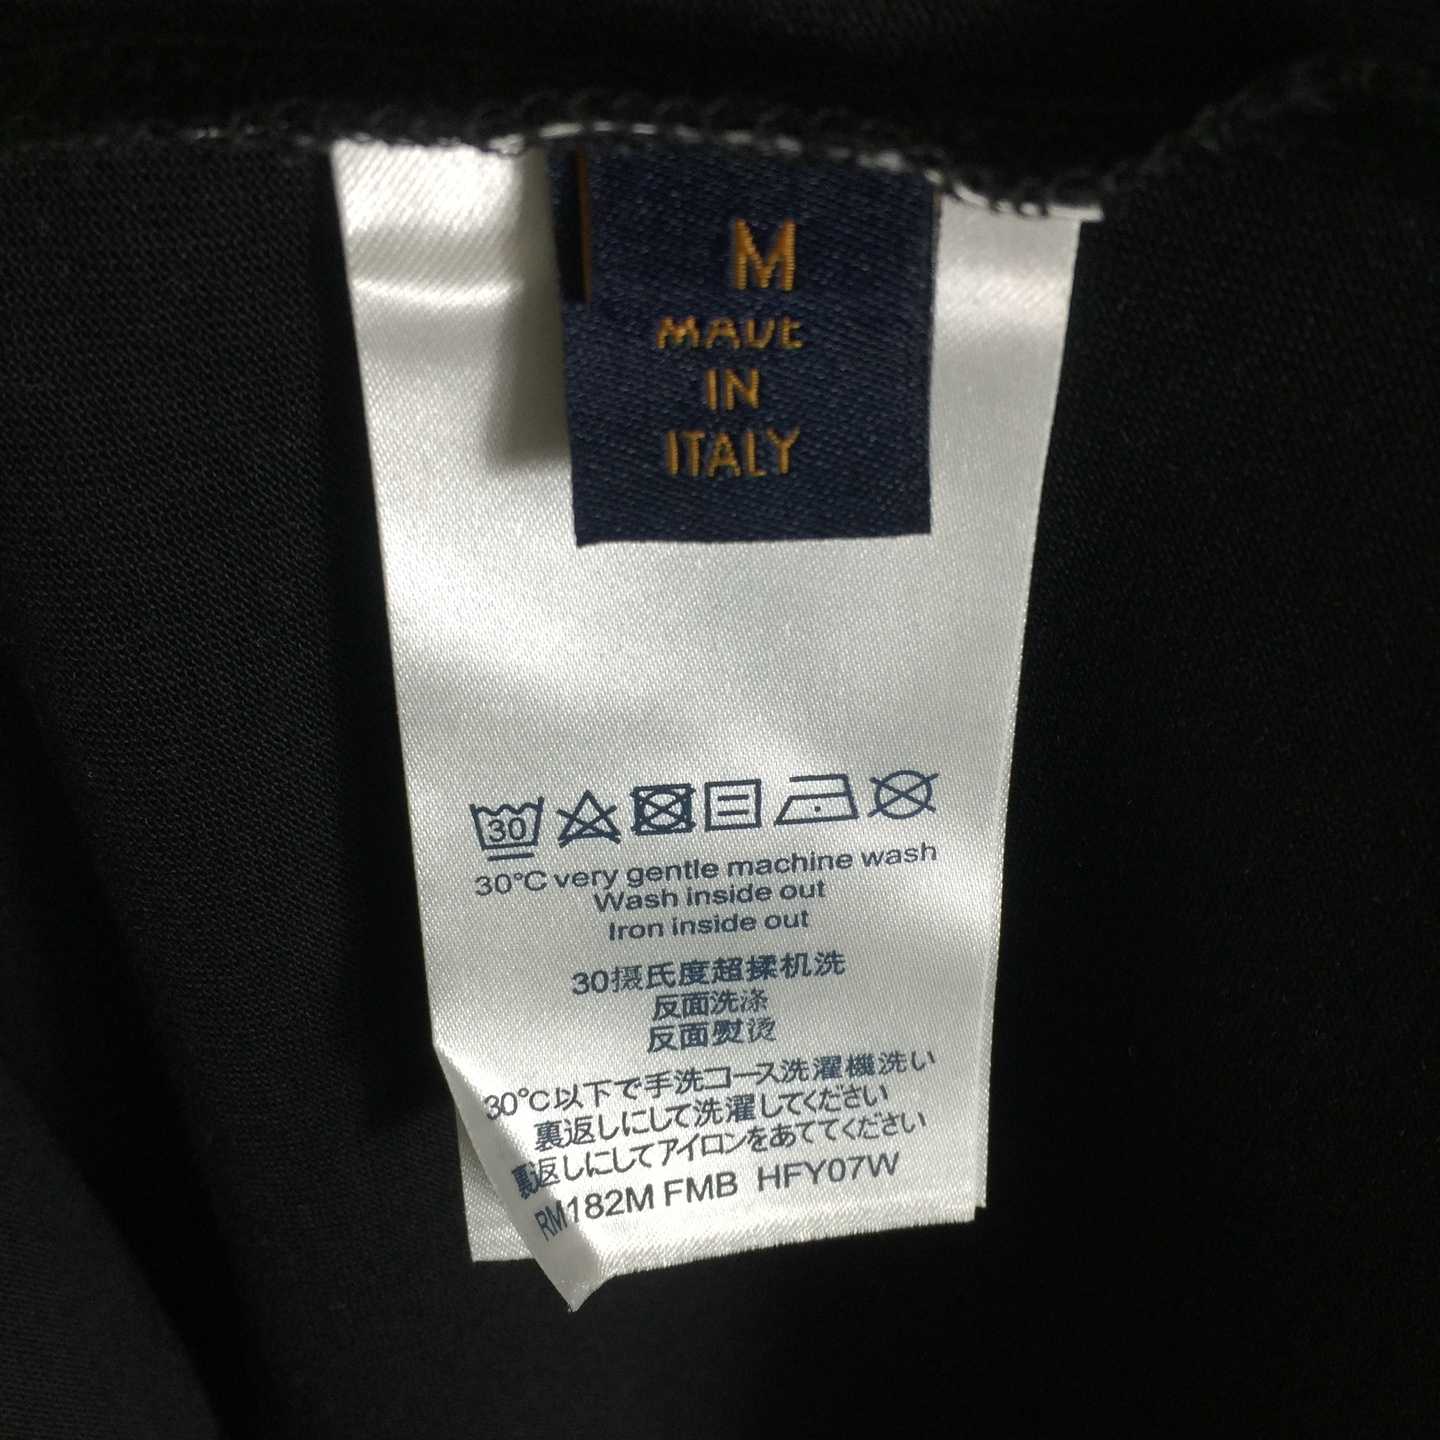 M
MADE
IN
ITALY
30
30°C very gentle machine wash
Wash inside out
Iron inside out
30摄氏度超揉机洗
反面洗涤
反面熨烫
30℃以下で手洗コース洗濯機洗い
裏返しにして洗濯してください
裏返しにしてアイロンをあててください
RM182M FMB HFY07W